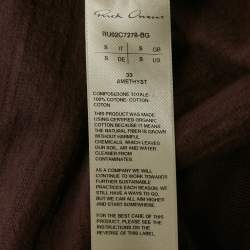 Rick Owens
RU02C7278-BG
S IT S GB
S DE S US
33
AMETHYST
COMPOSIZIONE TOTALE:
100% COTONE-COTTON-
COTON
THIS PRODUCT WAS MADE
USING CERTIFIED ORGANIC
COTTON BECAUSE IT MEANS
THE NATURAL FIBER IS GROWN
WITHOUT HARMFUL
CHEMICALS, WHICH LEAVES
OUR SOIL, AIR AND WATER
CLEANER FROM
CONTAMINATES.
AS A COMPANY WE WILL
CONTINUE TO WORK TOWARDS
FURTHER SUSTAINABLE
PRACTICES EACH SEASON. WE
STILL HAVE A WAYS TO GO,
BUT WE CAN ALL AIM HIGHER
AND START SOMEWHERE.
FOR THE BEST CARE OF THIS
PRODUCT, PLEASE SEE THE
INSTRUCTIONS ON THE
REVERSE OF THIS LABEL.